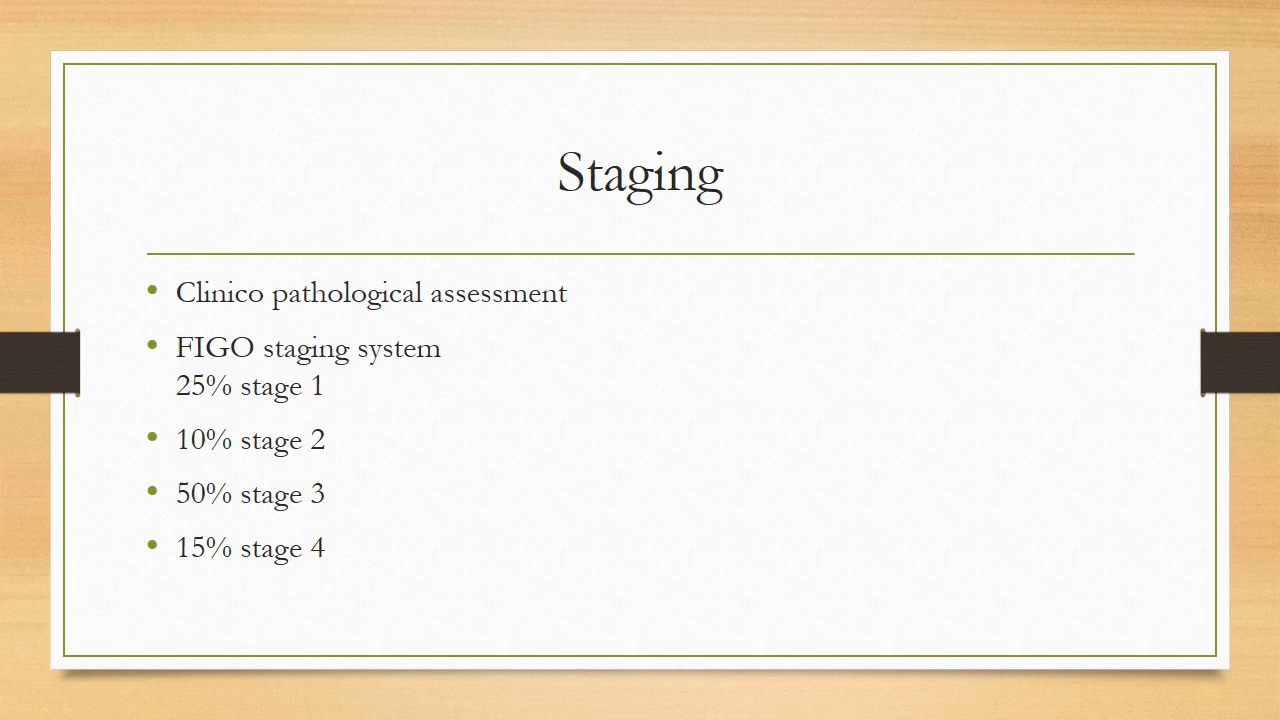 Staging
• Clinico pathological assessment
• FIGO staging system
25% stage 1
• 10% stage 2
• 50% stage 3
• 15% stage 4